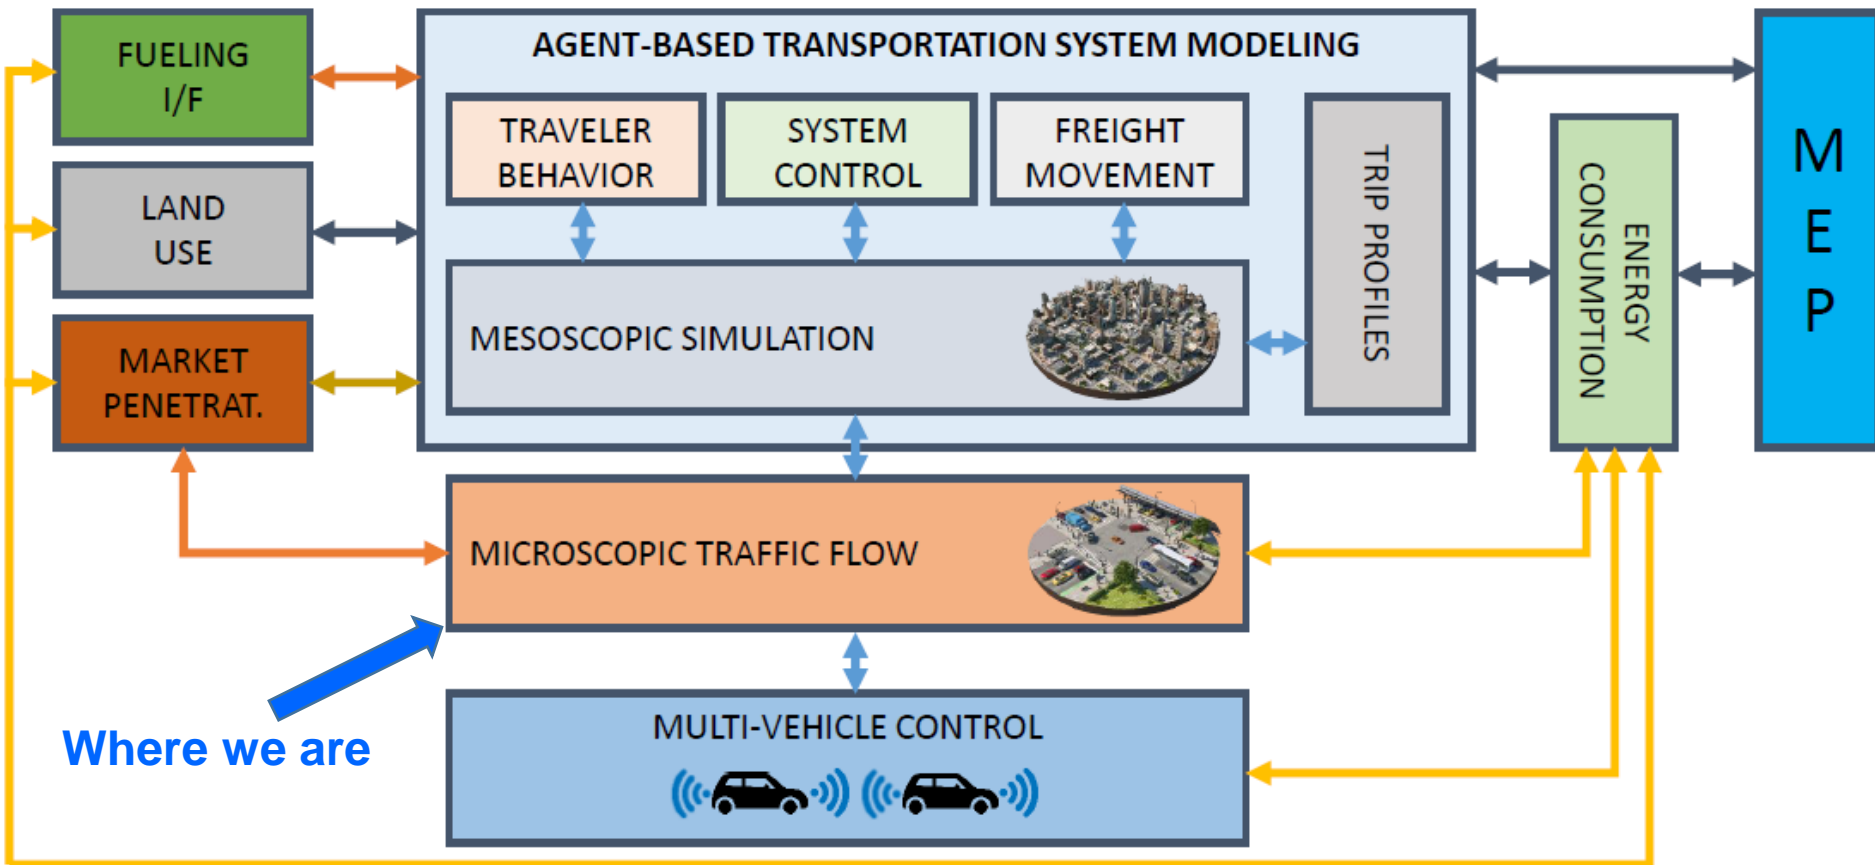 FUELING
I/F
LAND
USE
MARKET
PENETRAT.
AGENT-BASED TRANSPORTATION SYSTEM MODELING
TRAVELER
BEHAVIOR
SYSTEM
CONTROL
FREIGHT
MOVEMENT
TRIP PROFILES
MESOSCOPIC SIMULATION
MICROSCOPIC TRAFFIC FLOW
MULTI-VEHICLE CONTROL
ENERGY
CONSUMPTION
M
E
P
Where we are